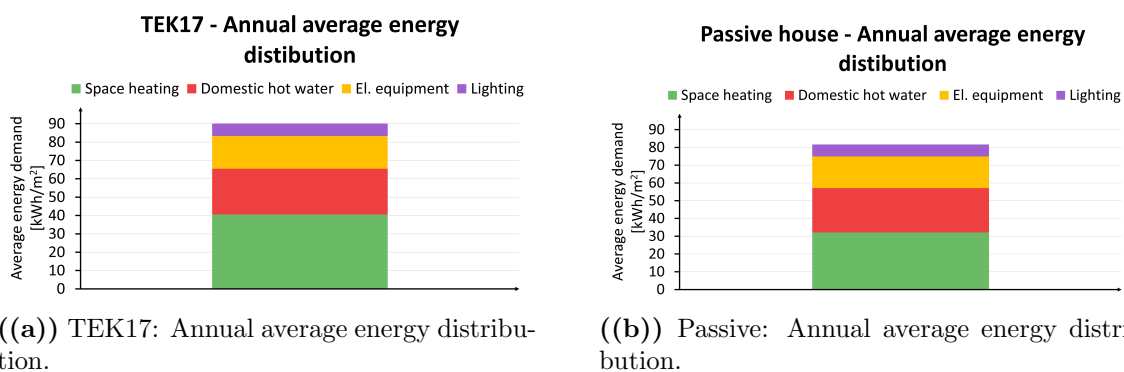 TEK17 - Annual average energy
distibution
Space heating Domestic hot water El. equipment Lighting
Average energy demand
[kWh/m²]
90
80
70
60
50
40
30
20
10
0
((a)) TEK17: Annual average energy distribu-
tion.
Passive house - Annual average energy
distibution
Space heating Domestic hot water El. equipment Lighting
Average energy demand
[kWh/m²]
90
80
70
60
50
40
30
20
10
0
((b)) Passive: Annual average energy distri
bution.